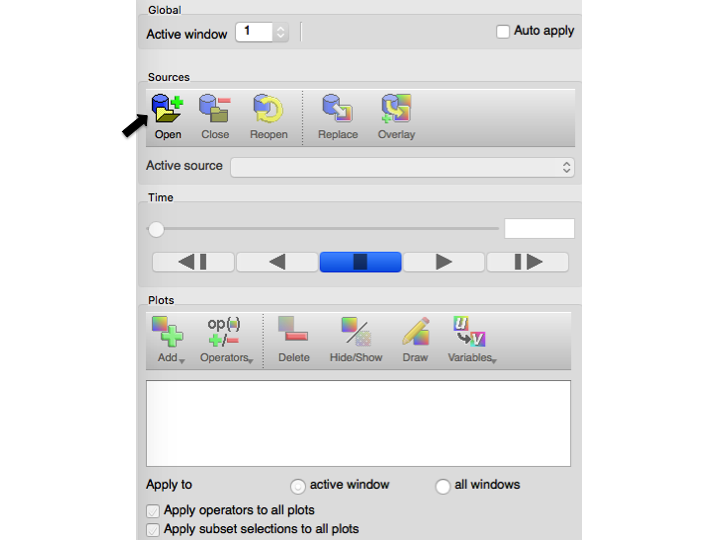 Global
Active window 1 Auto apply
Sources
Open Close Reopen Replace Overlay
Active source
Time
Plots
op( )
+/-
u
v
Add Operators Delete Hide/Show Draw Variables
Apply to active window all windows
Apply operators to all plots
Apply subset selections to all plots